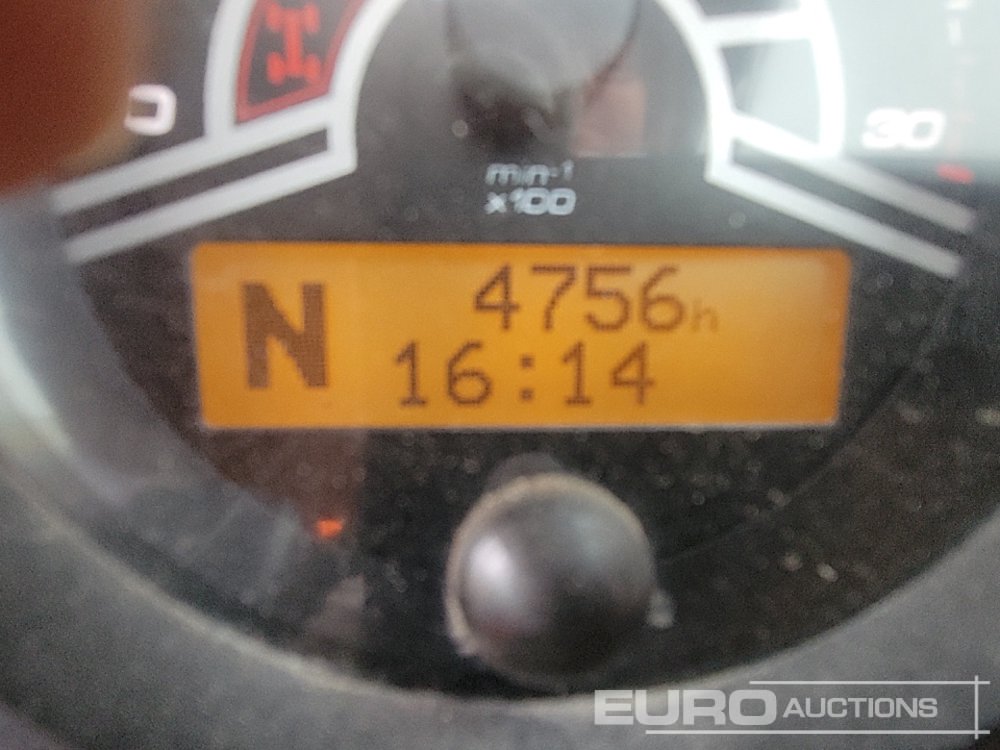 0
30
min-1
x100
N 4756h
16:14
EURO AUCTIONS